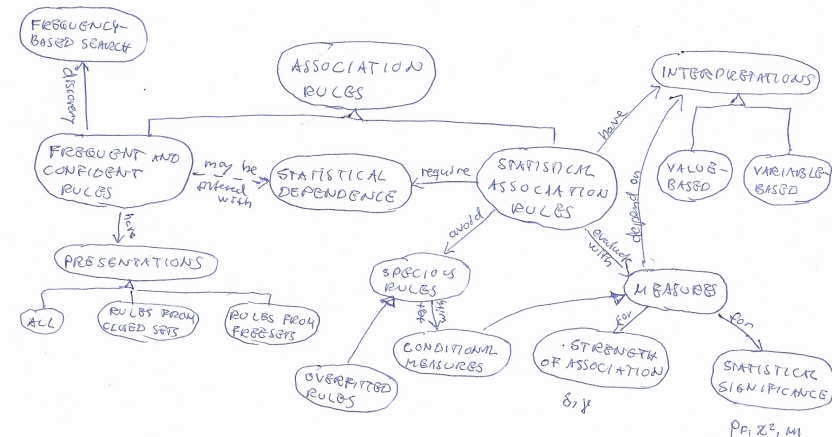 FREQUENCY-
BASED SEARCH
discovery
ASSOCIATION
RULES
INTERPRETATIONS
have
FREQUENT AND
CONFIDENT
RULES
may be
filtered
with
STATISTICAL
DEPENDENCE
require
STATISTICAL
ASSOCIATION
RULES
VALUE-
BASED
VARIABLE-
BASED
depend on
avoid
evaluate
with
have
PRESENTATIONS
ALL
RULES FROM
CLOSED SETS
RULES FROM
FREESETS
SPECIOUS
RULES
MEASURES
with
CONDITIONAL
MEASURES
OVERFITTED
RULES
for
STRENGTH
OF ASSOCIATION
δ, γ
for
STATISTICAL
SIGNIFICANCE
PF, χ², MI